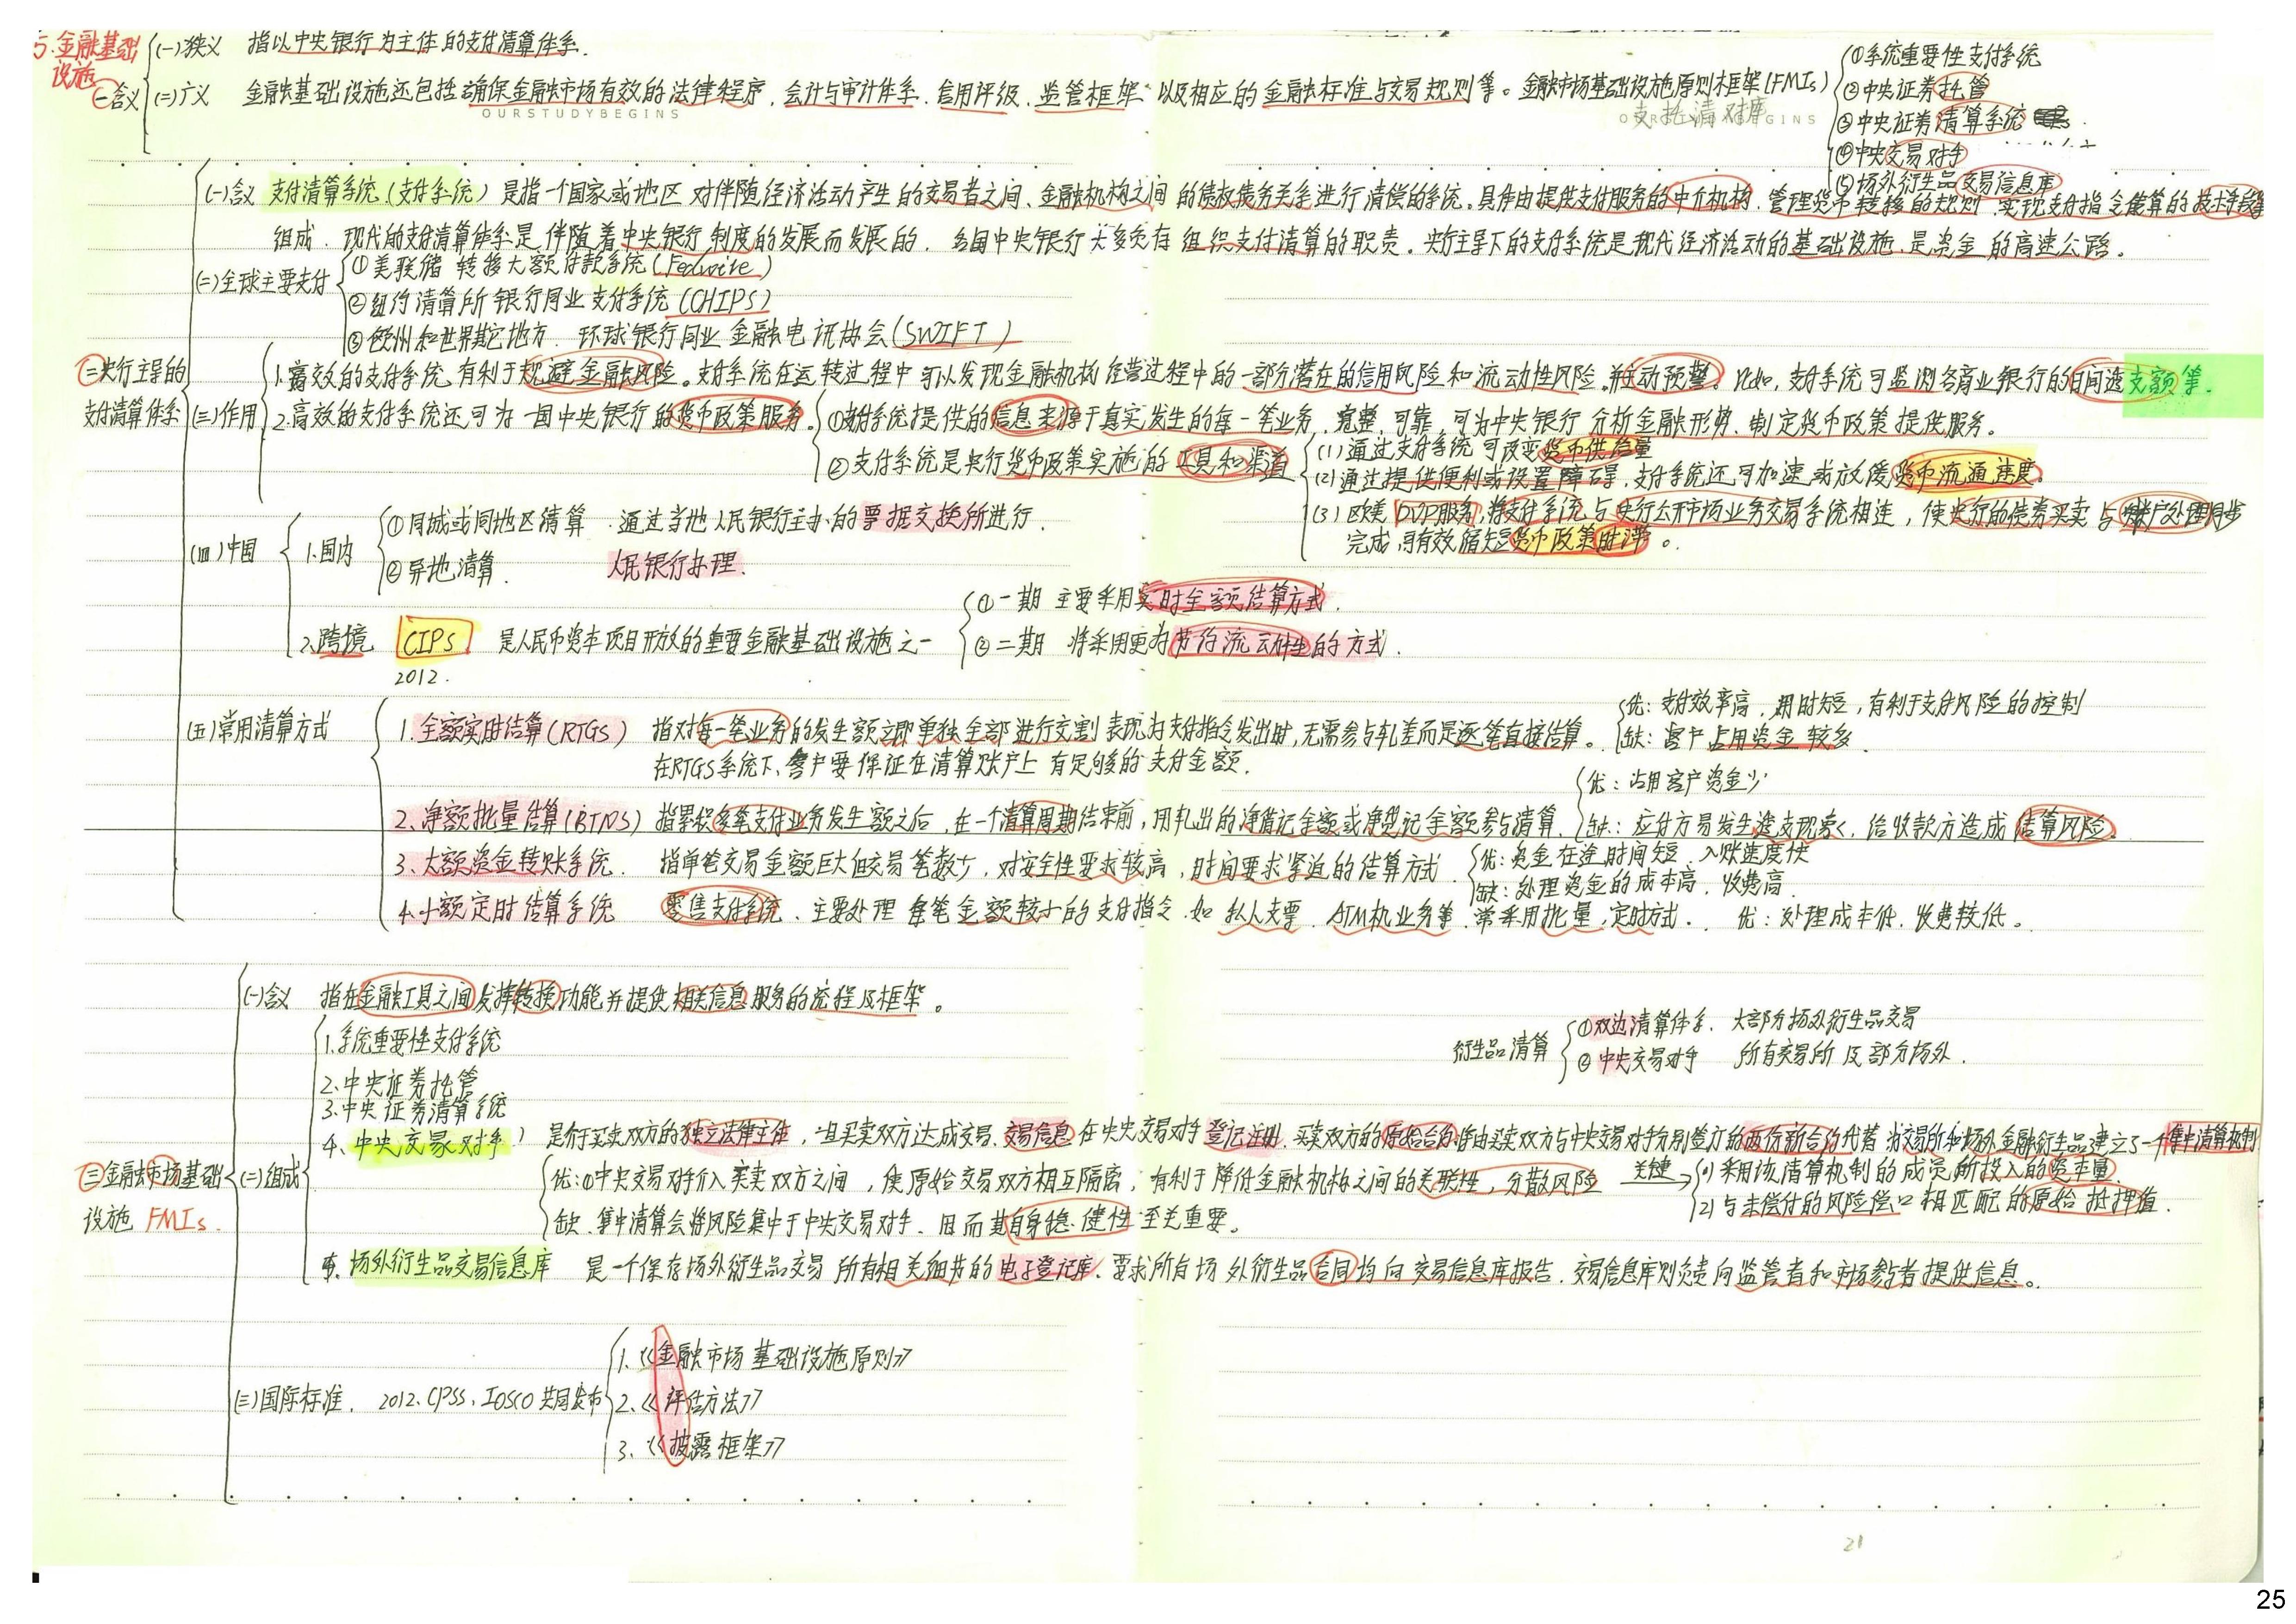 5.金融基础设施
一含义
(一)狭义 指以中央银行为主体的支付清算体系.
(二)广义 金融基础设施还包括确保金融市场有效的法律程序，会计与审计体系、信用评级、监管框架 以及相应的金融标准与交易规则等。金融市场基础设施原则框架(FMIs)
①系统重要性支付系统
②中央证券托管
③中央证券清算系统
④中央交易对手
⑤场外衍生品交易信息库
OURSTUDYBEGINS
支托清对库
二央行主导的支付清算体系
(一)含义 支付清算系统(支付系统) 是指一个国家或地区 对伴随经济活动产生的交易者之间、金融机构之间 的债权债务关系进行清偿的系统。具体由提供支付服务的中介机构、管理货币转移的规则、实现支付指令清算的技术手段等
组成. 现代的支付清算体系是伴随着中央银行制度的发展而发展的. 各国中央银行大多负有组织支付清算的职责。央行主导下的支付系统是现代经济活动的基础设施,是资金的高速公路。
(二)全球主要支付
①美联储 转移大额付款系统(Fedwire)
②纽约清算所 银行同业支付系统(CHIPS)
③欧洲和世界其它地方. 环球银行同业金融电讯协会(SWIFT)
(三)作用
1.高效的支付系统有利于规避金融风险。支付系统在运转过程中可以发现金融机构经营过程中的一部分潜在的信用风险和流动性风险.并主动预警。比如,支付系统可监测各商业银行的日间透支额等.
2.高效的支付系统还可为一国中央银行的货币政策服务。
①支付系统提供的信息来源于真实发生的每一笔业务、完整、可靠,可为中央银行分析金融形势、制定货币政策提供服务。
②支付系统是央行货币政策实施的工具和渠道
(1)通过支付系统可改变货币供给量
(2)通过提供便利或设置障碍,支付系统还可加速或放缓货币流通速度。
(3)欧美DVP服务,将支付系统与央行公开市场业务交易系统相连，使央行的债券买卖与账户处理同步
完成,可有效缩短货币政策时滞。
(四)中国
1.国内
①同城或同地区清算.通过当地人民银行主办的票据交换所进行.
②异地清算. 人民银行办理.
2.跨境 CIPS 是人民币资本项目开放的重要金融基础设施之一
2012.
①一期 主要采用实时全额结算方式.
②二期 将采用更为节约流动性的方式.
(五)常用清算方式
1.全额实时结算(RTGS) 指对每一笔业务的发生额立即单独全部进行交割 表现为支付指令发出时,无需参与轧差而是逐笔直接结算。
在RTGS系统下、客户要保证在清算账户上有足够的支付金额.
优: 支付效率高、用时短,有利于支付风险的控制
缺: 客户占用资金较多.
2.净额批量结算(BTNS) 指累积多笔支付业务发生额之后,在一个清算周期结束前,用轧出的净借记金额或净贷记金额参与清算.
优: 占用客户资金少
缺: 应付方易发生透支现象,给收款方造成结算风险.
3.大额资金转账系统. 指单笔交易金额巨大但交易笔数少,对安全性要求较高,时间要求紧迫的结算方式.
优: 资金在途时间短、入账速度快
缺: 处理资金的成本高、收费高.
4.小额定时结算系统 零售支付系统、主要处理每笔金额较小的支付指令.如私人支票、ATM机业务等.常采用批量,定时方式. 优: 处理成本低、收费较低。
三金融市场基础设施 FMIs.
(一)含义 指在金融工具之间发挥转换功能并提供相关信息服务的流程及框架。
(二)组成
1.系统重要性支付系统
2.中央证券托管
3.中央证券清算系统
衍生品清算
①双边清算体系. 大部分场外衍生品交易
②中央交易对手 所有交易所及部分场外.
4.中央交易对手 是介于买卖双方的独立法律主体,当买卖双方达成交易、交易信息在中央交易对手登记注册.买卖双方的原始合约将由买卖双方与中央交易对手分别签订的两份新合约代替 为交易所和场外金融衍生品建立了一个集中清算机制
优:①中央交易对手介入买卖双方之间,使原始交易双方相互隔离,有利于降低金融机构之间的关联性,分散风险
关键→
(1)采用该清算机制的成员所投入的资本量
(2)与未偿付的风险偿口相匹配的原始抵押值.
缺.集中清算会将风险集中于中央交易对手.因而其自身稳健性至关重要。
5.场外衍生品交易信息库 是一个保存场外衍生品交易所有相关细节的电子登记库.要求所有场外衍生品合同均向交易信息库报告.交易信息库则负责向监管者和市场参与者提供信息。
(三)国际标准. 2012、CPSS、IOSCO共同发布
1.《金融市场基础设施原则》
2.《评估方法》
3.《披露框架》
21
25